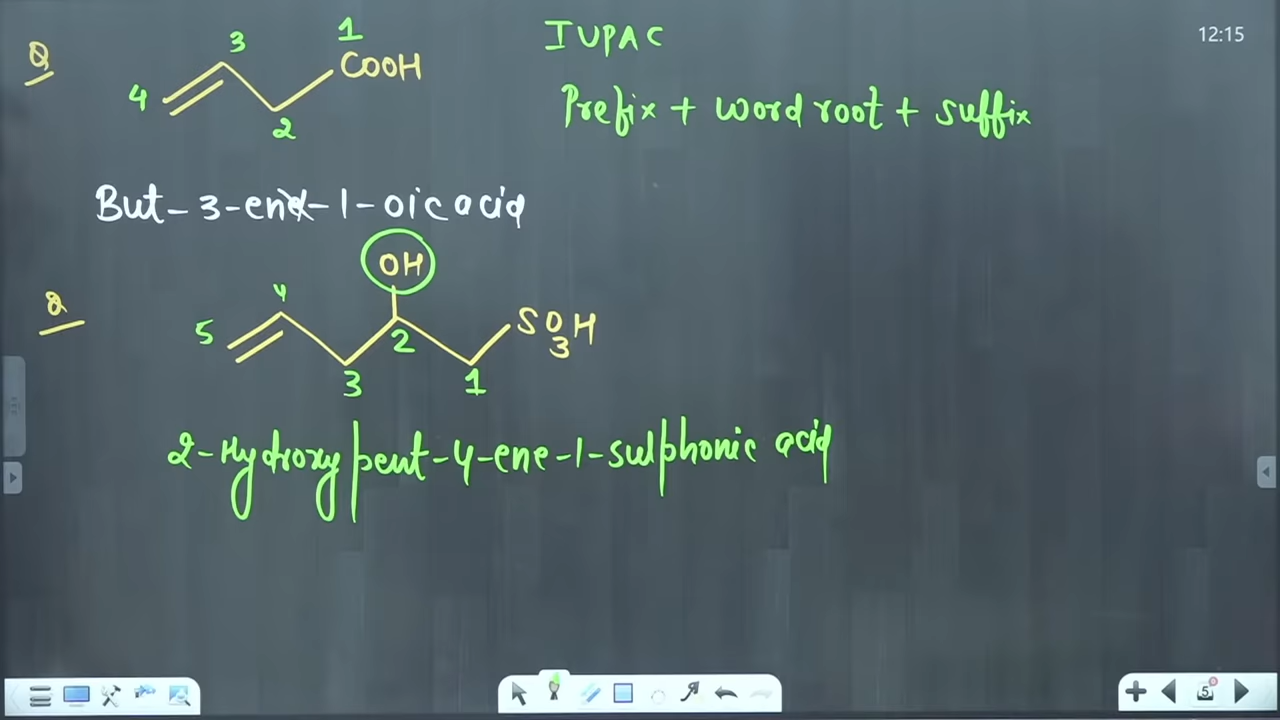 Q
3
1
COOH
4
2
IUPAC
12:15
Prefix + word root + suffix
But-3-ene-1-oic acid
OH
Q
4
5
SO3H
2
3
1
2-Hydroxy pent-4-ene-1-sulphonic acid
5